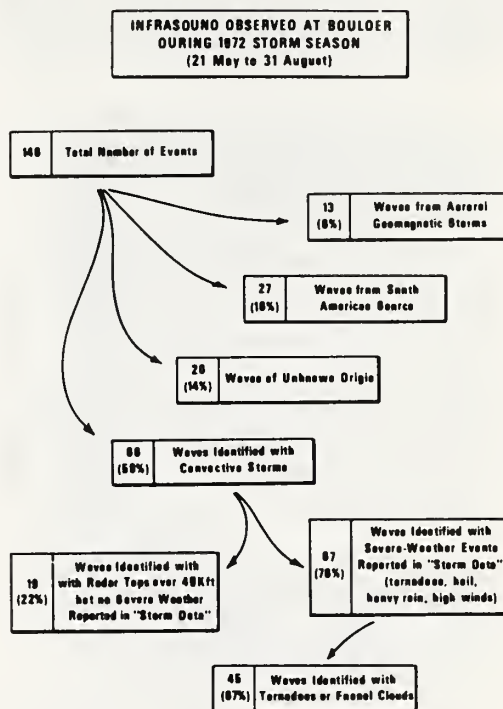 INFRASOUND OBSERVED AT BOULDER
DURING 1972 STORM SEASON
(21 May to 31 August)
146 Total Number of Events
13
(9%)
Waves from Auroral
Geomagnetic Storms
27
(18%)
Waves from South
American Source
20
(14%)
Waves of Unknown Origin
86
(59%)
Waves Identified with
Convective Storms
19
(22%)
Waves Identified with
with Radar Tops over 40Kft
but no Severe Weather
Reported in "Storm Data"
67
(78%)
Waves Identified with
Severe-Weather Events
Reported in "Storm Data"
(tornadoes, hail,
heavy rain, high winds)
45
(67%)
Waves Identified with
Tornadoes or Funnel Clouds